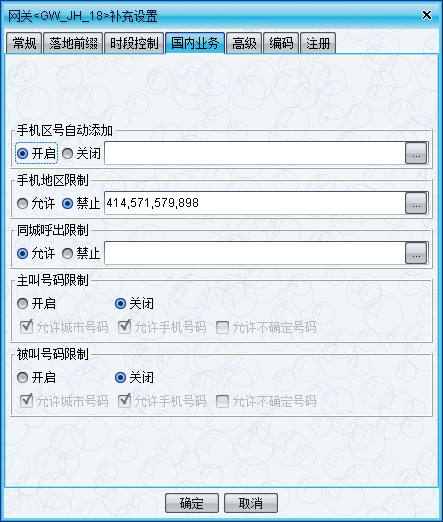 网关<GW_JH_18>补充设置
常规 落地前缀 时段控制 国内业务 高级 编码 注册
手机区号自动添加
开启 关闭 ...
手机地区限制
允许 禁止 414,571,579,898 ...
同城呼出限制
允许 禁止 ...
主叫号码限制
开启 关闭
允许城市号码 允许手机号码 允许不确定号码
被叫号码限制
开启 关闭
允许城市号码 允许手机号码 允许不确定号码
确定 取消